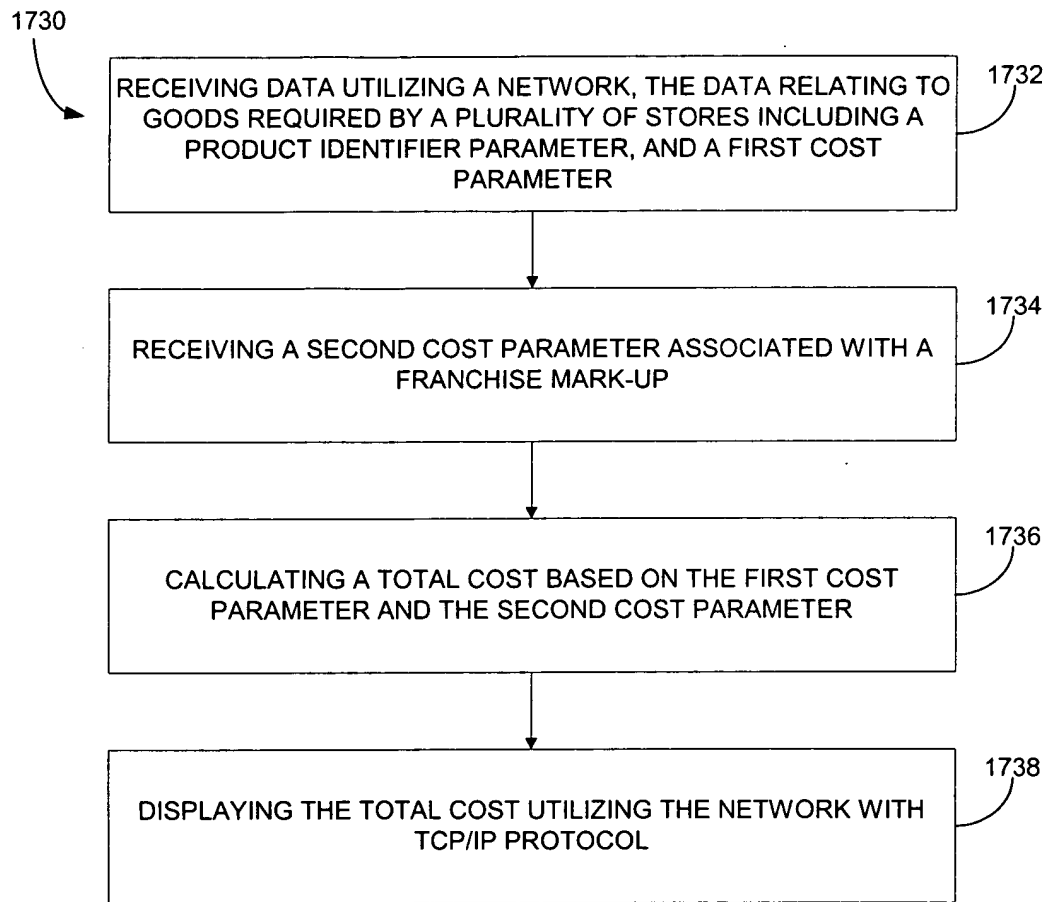 1730
RECEIVING DATA UTILIZING A NETWORK, THE DATA RELATING TO
GOODS REQUIRED BY A PLURALITY OF STORES INCLUDING A
PRODUCT IDENTIFIER PARAMETER, AND A FIRST COST
PARAMETER
1732
RECEIVING A SECOND COST PARAMETER ASSOCIATED WITH A
FRANCHISE MARK-UP
1734
CALCULATING A TOTAL COST BASED ON THE FIRST COST
PARAMETER AND THE SECOND COST PARAMETER
1736
DISPLAYING THE TOTAL COST UTILIZING THE NETWORK WITH
TCP/IP PROTOCOL
1738